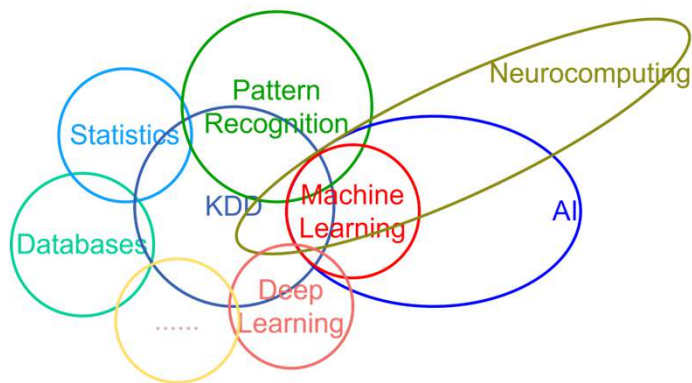 Neurocomputing
Pattern
Recognition
Statistics
KDD
Machine
Learning
AI
Databases
Deep
Learning
......